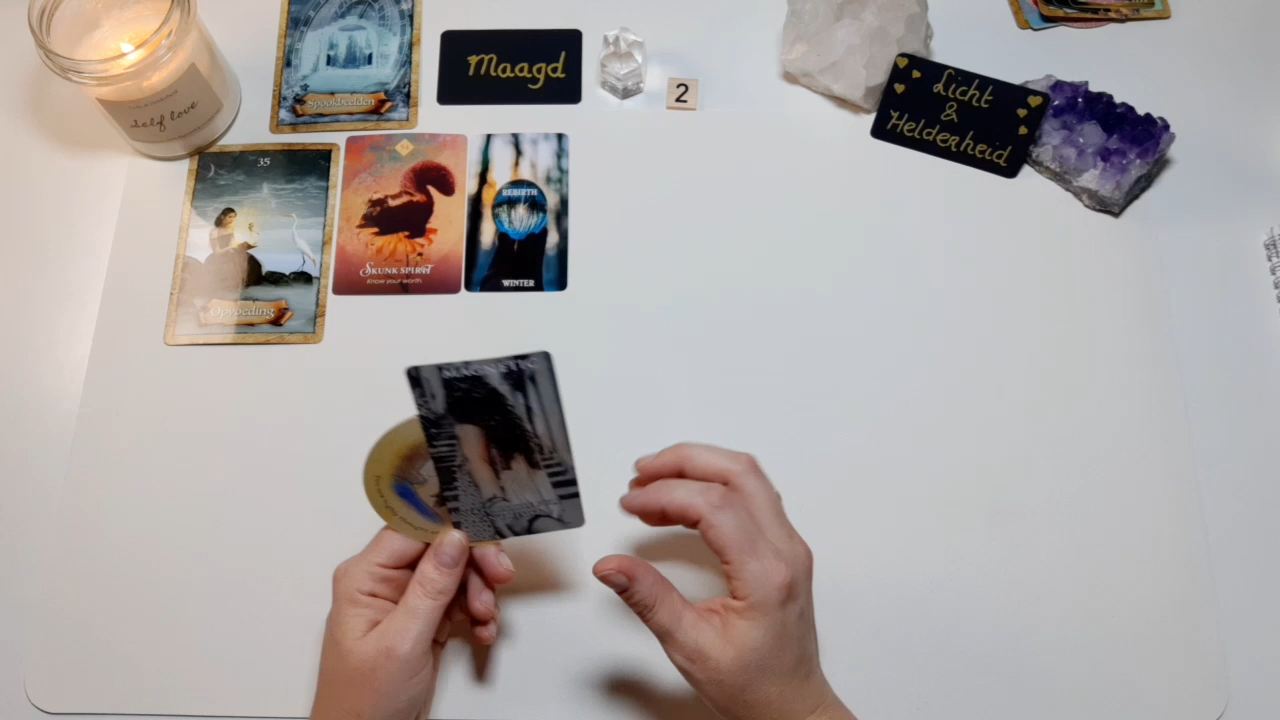 self love
Spookbeelden
Maagd
2
Licht
&
Helderheid
35
Opvoeding
SKUNK SPIRIT
Know your worth.
REBIRTH
WINTER
MAGNETIC